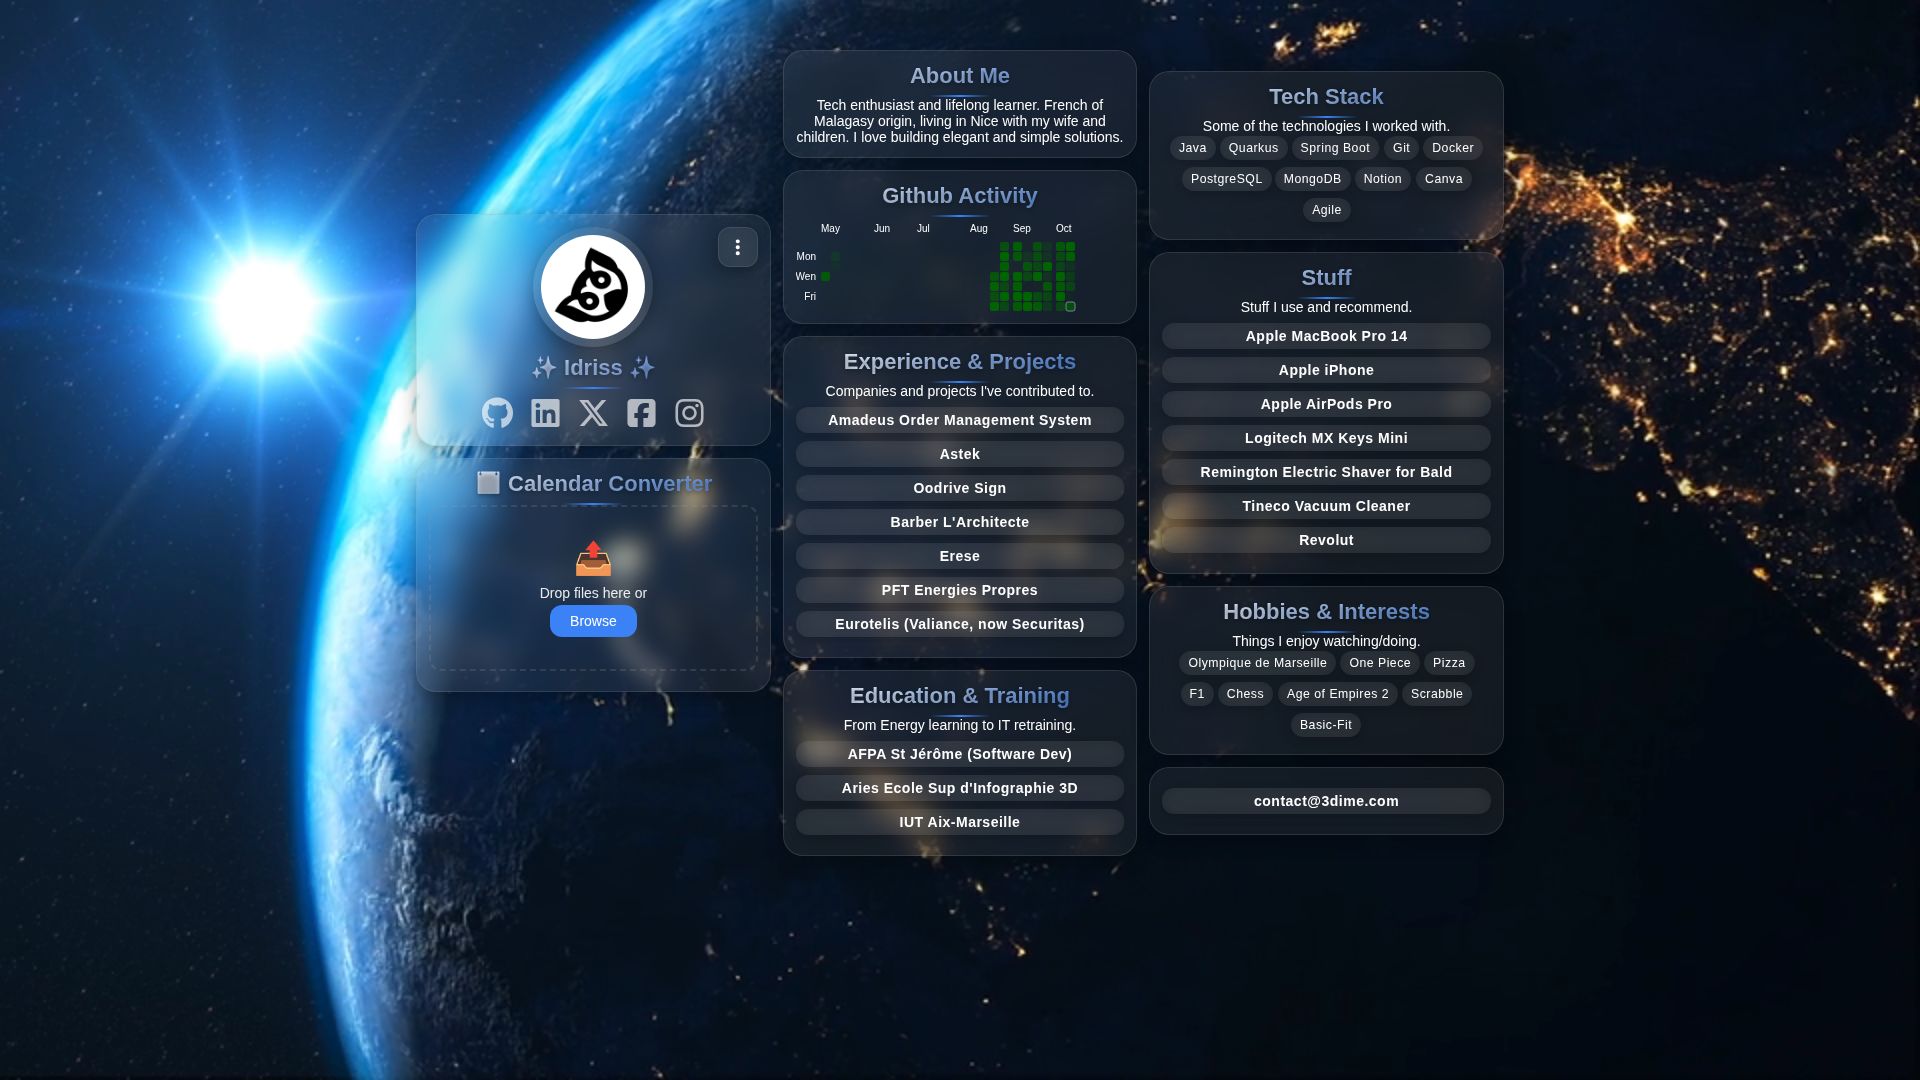 ✨ Idriss ✨
Calendar Converter
Drop files here or
Browse
About Me
Tech enthusiast and lifelong learner. French of
Malagasy origin, living in Nice with my wife and
children. I love building elegant and simple solutions.
Github Activity
May Jun Jul Aug Sep Oct
Mon
Wen
Fri
Experience & Projects
Companies and projects I've contributed to.
Amadeus Order Management System
Astek
Oodrive Sign
Barber L'Architecte
Erese
PFT Energies Propres
Eurotelis (Valiance, now Securitas)
Education & Training
From Energy learning to IT retraining.
AFPA St Jérôme (Software Dev)
Aries Ecole Sup d'Infographie 3D
IUT Aix-Marseille
Tech Stack
Some of the technologies I worked with.
Java Quarkus Spring Boot Git Docker
PostgreSQL MongoDB Notion Canva
Agile
Stuff
Stuff I use and recommend.
Apple MacBook Pro 14
Apple iPhone
Apple AirPods Pro
Logitech MX Keys Mini
Remington Electric Shaver for Bald
Tineco Vacuum Cleaner
Revolut
Hobbies & Interests
Things I enjoy watching/doing.
Olympique de Marseille One Piece Pizza
F1 Chess Age of Empires 2 Scrabble
Basic-Fit
contact@3dime.com